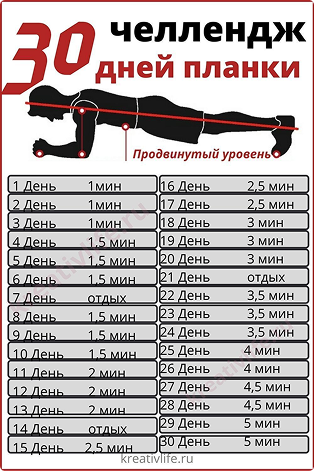 30 челлендж
дней планки
Продвинутый уровень
1 День 1мин
2 День 1мин
3 День 1мин
4 День 1,5 мин
5 День 1,5 мин
6 День 1,5 мин
7 День отдых
8 День 1,5 мин
9 День 1,5 мин
10 День 1,5 мин
11 День 2 мин
12 День 2 мин
13 День 2 мин
14 День отдых
15 День 2,5 мин
16 День 2,5 мин
17 День 2,5 мин
18 День 3 мин
19 День 3 мин
20 День 3 мин
21 День отдых
22 День 3,5 мин
23 День 3,5 мин
24 День 3,5 мин
25 День 4 мин
26 День 4 мин
27 День 4,5 мин
28 День 4,5 мин
29 День 5 мин
30 День 5 мин
kreativlife.ru